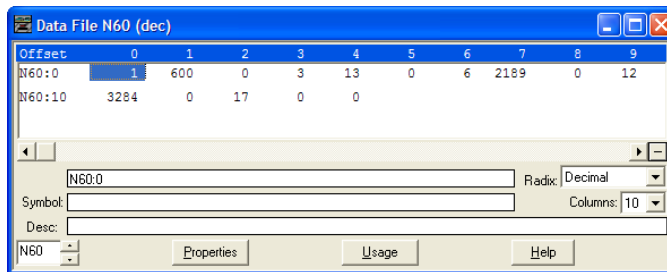 Data File N60 (dec)
Offset 0 1 2 3 4 5 6 7 8 9
N60:0 1 600 0 3 13 0 6 2189 0 12
N60:10 3284 0 17 0 0
N60:0 Radix: Decimal
Symbol: Columns: 10
Desc:
N60 Properties Usage Help